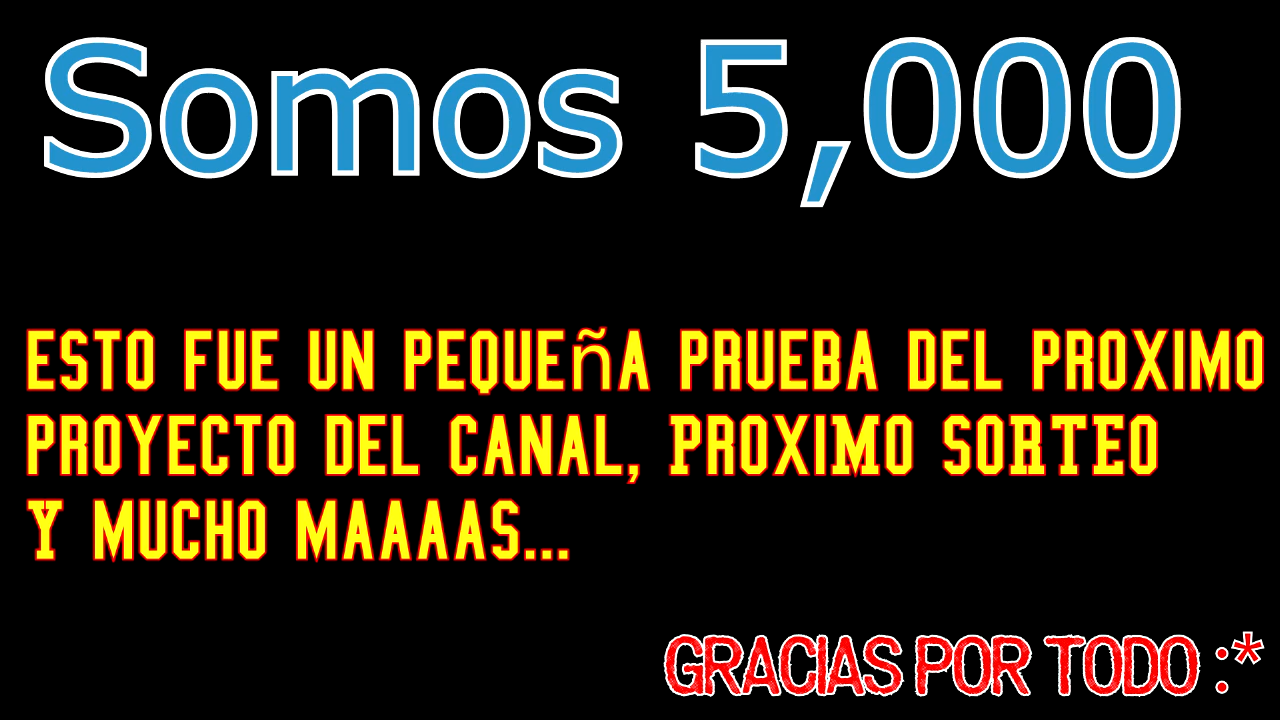 Somos 5,000
ESTO FUE UN PEQUEñA PRUEBA DEL PROXIMO
PROYECTO DEL CANAL, PROXIMO SORTEO
Y MUCHO MAAAAS...
GRACIAS POR TODO :*